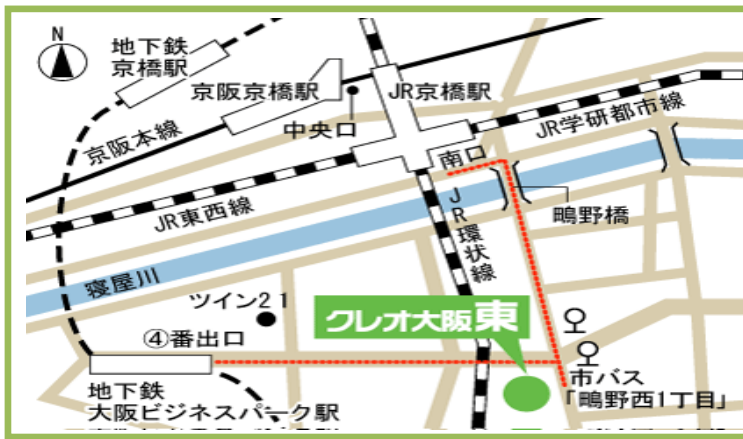 N
地下鉄
京橋駅
京阪京橋駅
JR京橋駅
中央口
京阪本線
南口
JR学研都市線
JR東西線
JR環状線
鴫野橋
寝屋川
ツイン21
クレオ大阪東
④番出口
市バス
「鴫野西1丁目」
地下鉄
大阪ビジネスパーク駅